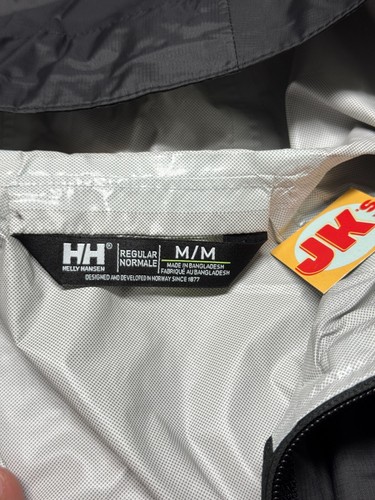 HH®
HELLY HANSEN
REGULAR
NORMALE
M/M
MADE IN BANGLADESH
FABRIQUÉ AU BANGLADESH
DESIGNED AND DEVELOPED IN NORWAY SINCE 1877
JK